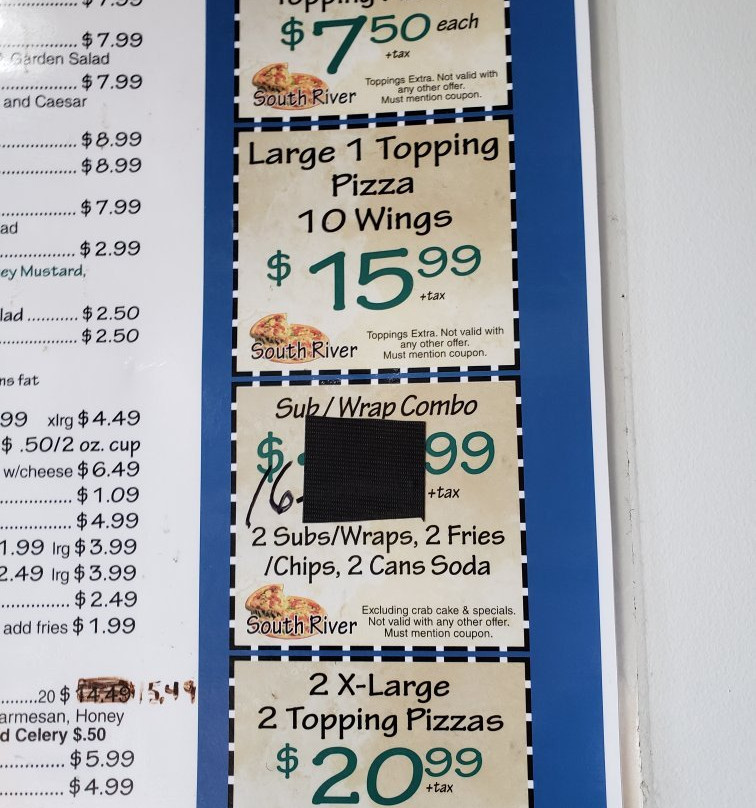 $7.99
Garden Salad
$7.99
and Caesar
$8.99
$8.99
$7.99
ad
$2.99
ey Mustard,
lad .......... $2.50
$2.50
ns fat
99 xlrg $4.49
$ .50/2 oz. cup
w/cheese $6.49
$1.09
$4.99
1.99 lrg $3.99
2.49 lrg $3.99
$2.49
add fries $1.99
20 $ 14.49 15,49
armesan, Honey
d Celery $.50
$5.99
$4.99
$7.50 each
+tax
South River
Toppings Extra. Not valid with
any other offer.
Must mention coupon.
Large 1 Topping
Pizza
10 Wings
$15.99
+tax
South River
Toppings Extra. Not valid with
any other offer.
Must mention coupon.
Sub/Wrap Combo
$ 99
16
+tax
2 Subs/Wraps, 2 Fries
/Chips, 2 Cans Soda
South River
Excluding crab cake & specials.
Not valid with any other offer.
Must mention coupon.
2 X-Large
2 Topping Pizzas
$20.99
+tax